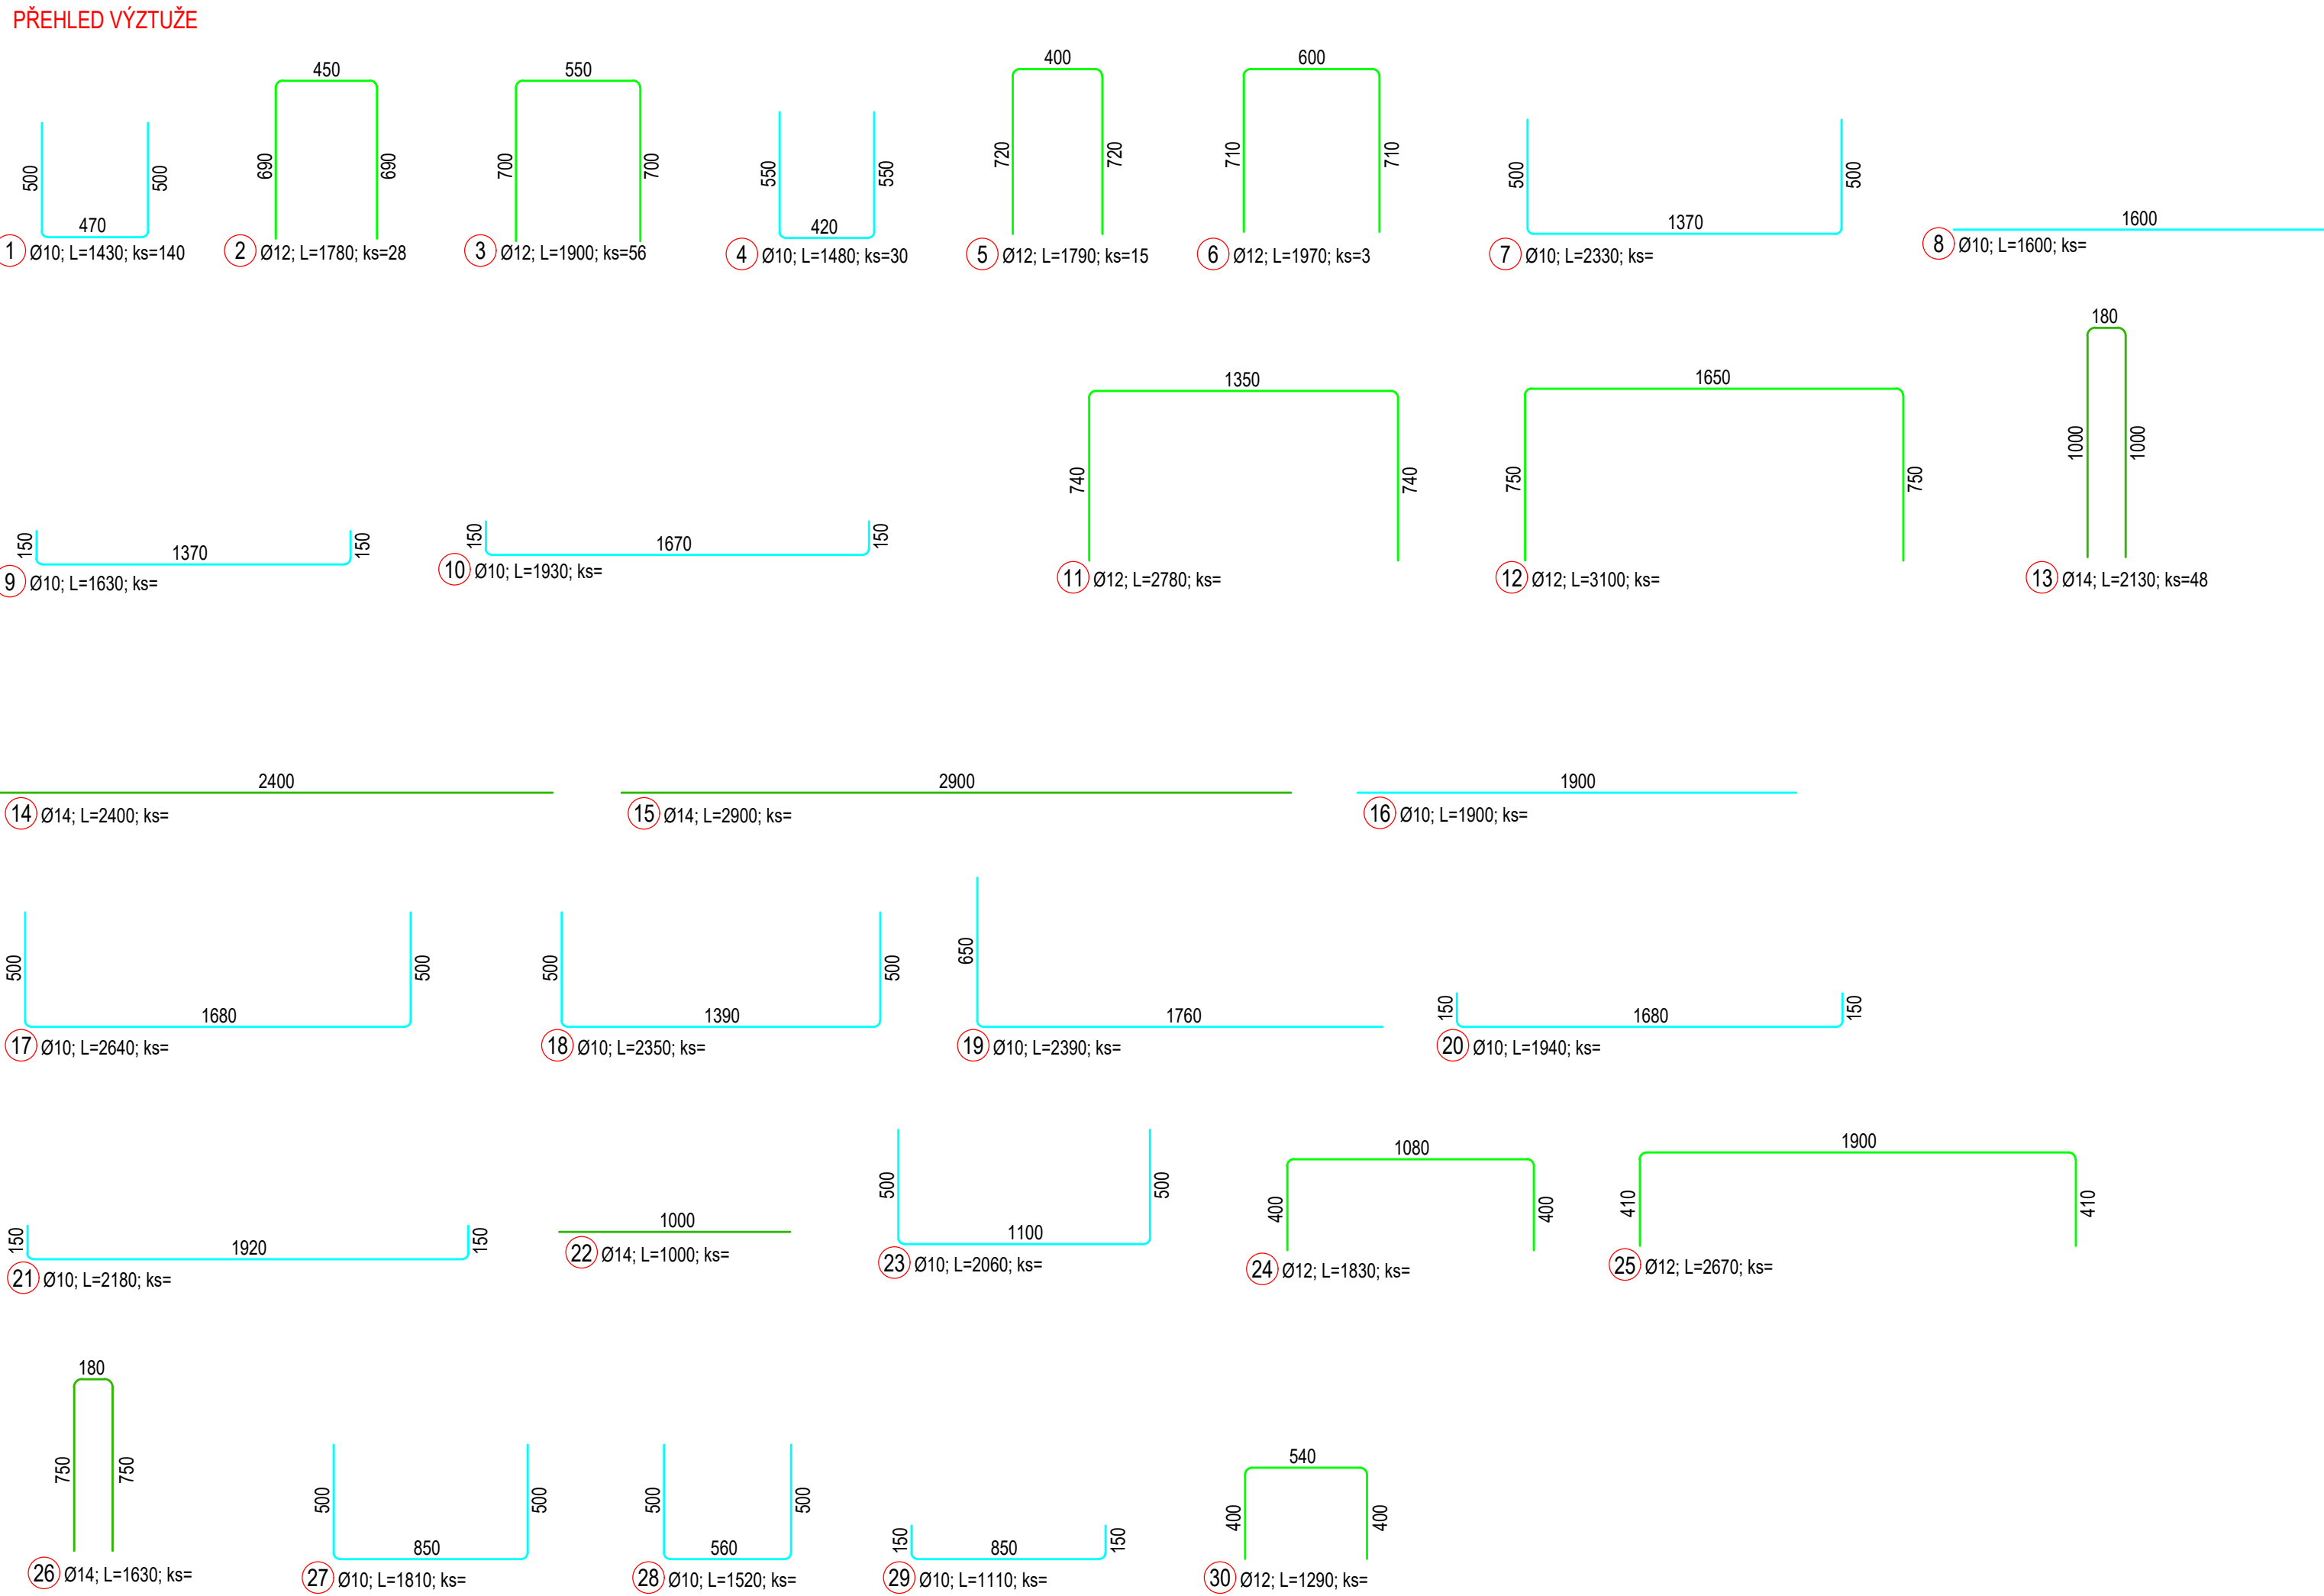 PŘEHLED VÝZTUŽE
450
550
400
600
500
500
470
1 Ø10; L=1430; ks=140
690
690
2 Ø12; L=1780; ks=28
700
700
3 Ø12; L=1900; ks=56
550
550
420
4 Ø10; L=1480; ks=30
720
720
5 Ø12; L=1790; ks=15
710
710
6 Ø12; L=1970; ks=3
500
500
1370
7 Ø10; L=2330; ks=
1600
8 Ø10; L=1600; ks=
150
1370
150
9 Ø10; L=1630; ks=
150
1670
150
10 Ø10; L=1930; ks=
1350
740
740
11 Ø12; L=2780; ks=
1650
750
750
12 Ø12; L=3100; ks=
180
1000
1000
13 Ø14; L=2130; ks=48
2400
14 Ø14; L=2400; ks=
2900
15 Ø14; L=2900; ks=
1900
16 Ø10; L=1900; ks=
500
500
1680
17 Ø10; L=2640; ks=
500
500
1390
18 Ø10; L=2350; ks=
650
1760
19 Ø10; L=2390; ks=
150
1680
150
20 Ø10; L=1940; ks=
150
1920
150
21 Ø10; L=2180; ks=
1000
22 Ø14; L=1000; ks=
500
500
1100
23 Ø10; L=2060; ks=
1080
400
400
24 Ø12; L=1830; ks=
1900
410
410
25 Ø12; L=2670; ks=
180
750
750
26 Ø14; L=1630; ks=
500
500
850
27 Ø10; L=1810; ks=
500
500
560
28 Ø10; L=1520; ks=
150
850
150
29 Ø10; L=1110; ks=
540
400
400
30 Ø12; L=1290; ks=